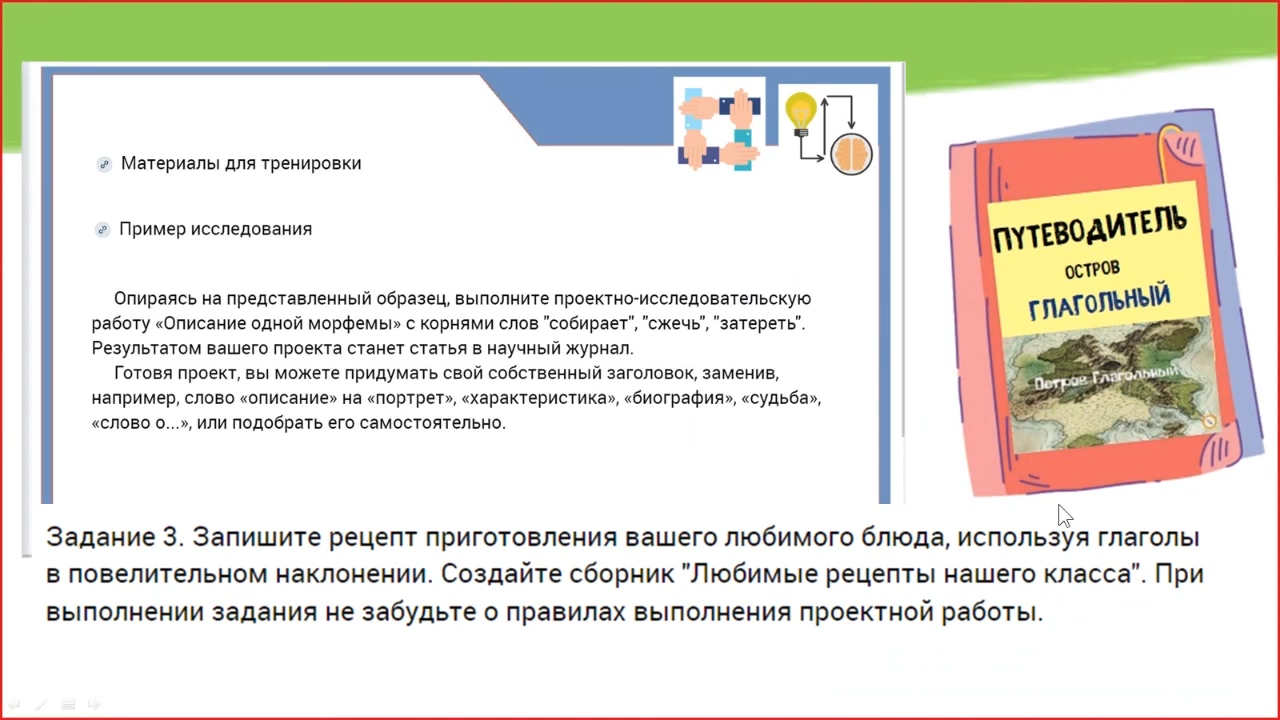 Материалы для тренировки
Пример исследования
Опираясь на представленный образец, выполните проектно-исследовательскую
работу «Описание одной морфемы» с корнями слов "собирает", "сжечь", "затереть".
Результатом вашего проекта станет статья в научный журнал.
Готовя проект, вы можете придумать свой собственный заголовок, заменив,
например, слово «описание» на «портрет», «характеристика», «биография», «судьба»,
«слово о...», или подобрать его самостоятельно.
ПУТЕВОДИТЕЛЬ
ОСТРОВ
ГЛАГОЛЬНЫЙ
Петров Глагольный
Задание 3. Запишите рецепт приготовления вашего любимого блюда, используя глаголы
в повелительном наклонении. Создайте сборник "Любимые рецепты нашего класса". При
выполнении задания не забудьте о правилах выполнения проектной работы.